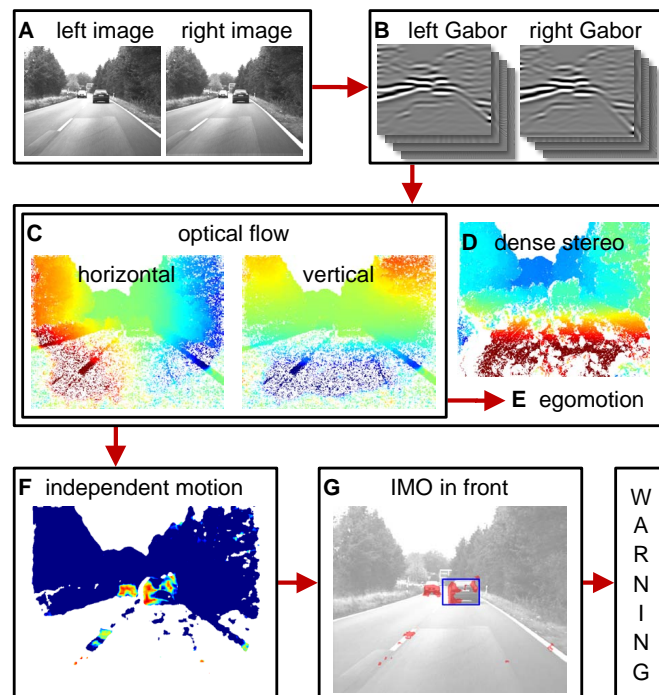 A left image right image
B left Gabor right Gabor
C optical flow
horizontal vertical
D dense stereo
E egomotion
F independent motion
G IMO in front
W
A
R
N
I
N
G